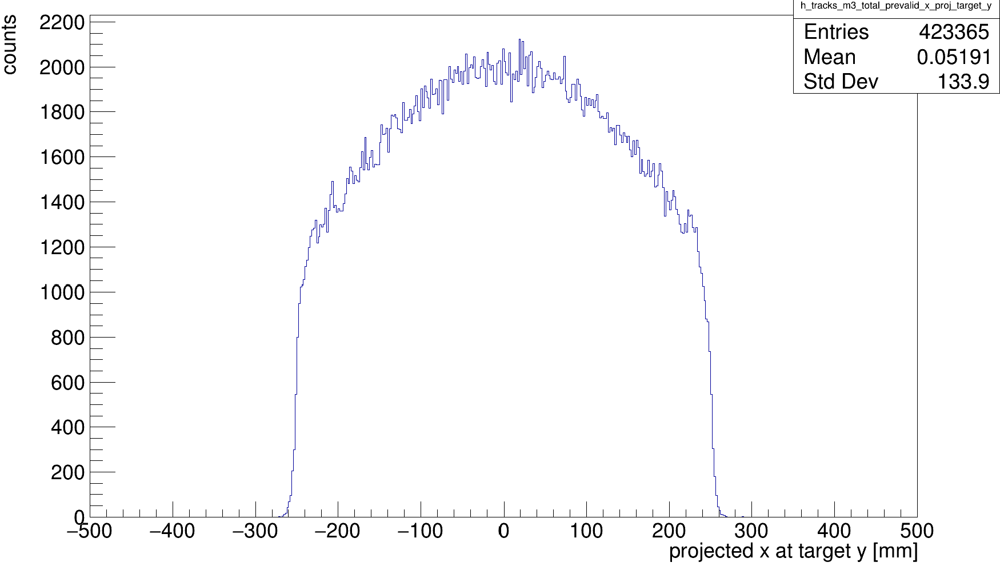 h_tracks_m3_total_prevalid_x_proj_target_y
Entries 423365
Mean 0.05191
Std Dev 133.9
counts
2200
2000
1800
1600
1400
1200
1000
800
600
400
200
0
−500 −400 −300 −200 −100 0 100 200 300 400 500
projected x at target y [mm]